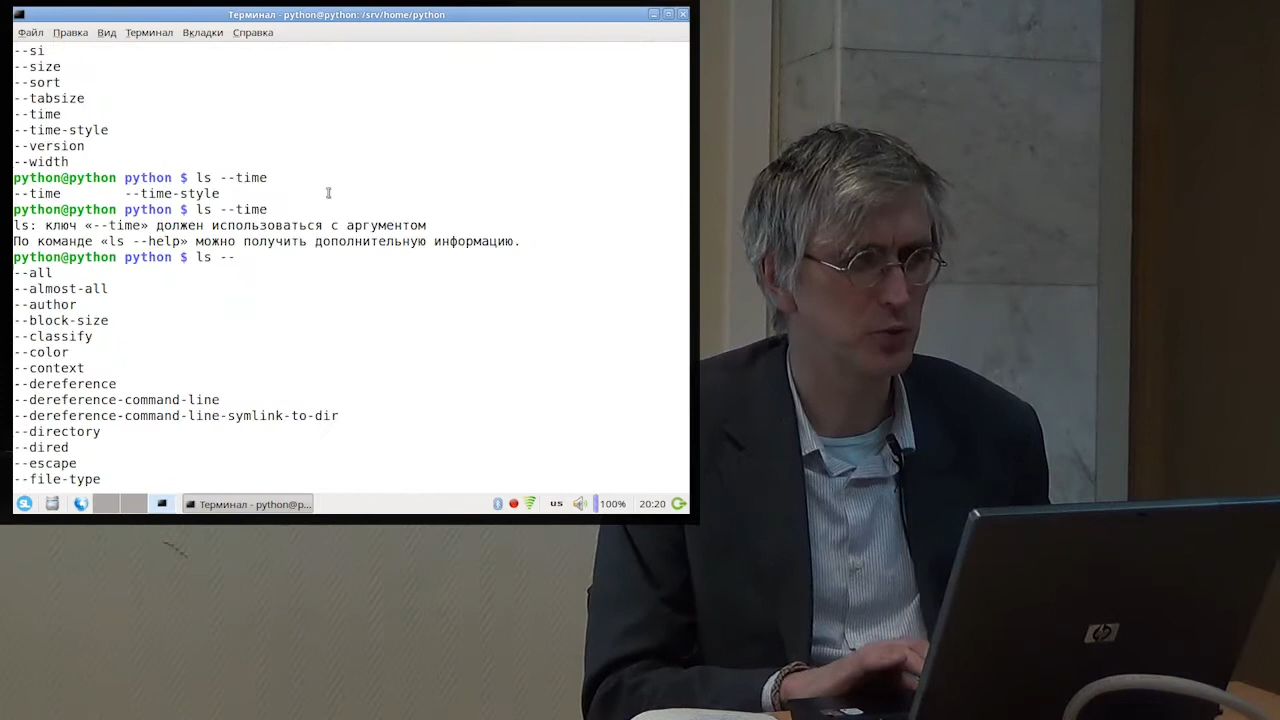 Терминал - python@python: /srv/home/python
Файл Правка Вид Терминал Вкладки Справка
--si
--size
--sort
--tabsize
--time
--time-style
--version
--width
python@python python $ ls --time
--time --time-style
python@python python $ ls --time
ls: ключ «--time» должен использоваться с аргументом
По команде «ls --help» можно получить дополнительную информацию.
python@python python $ ls --
--all
--almost-all
--author
--block-size
--classify
--color
--context
--dereference
--dereference-command-line
--dereference-command-line-symlink-to-dir
--directory
--dired
--escape
--file-type
SL Терминал - python@p... us 100% 20:20
hp